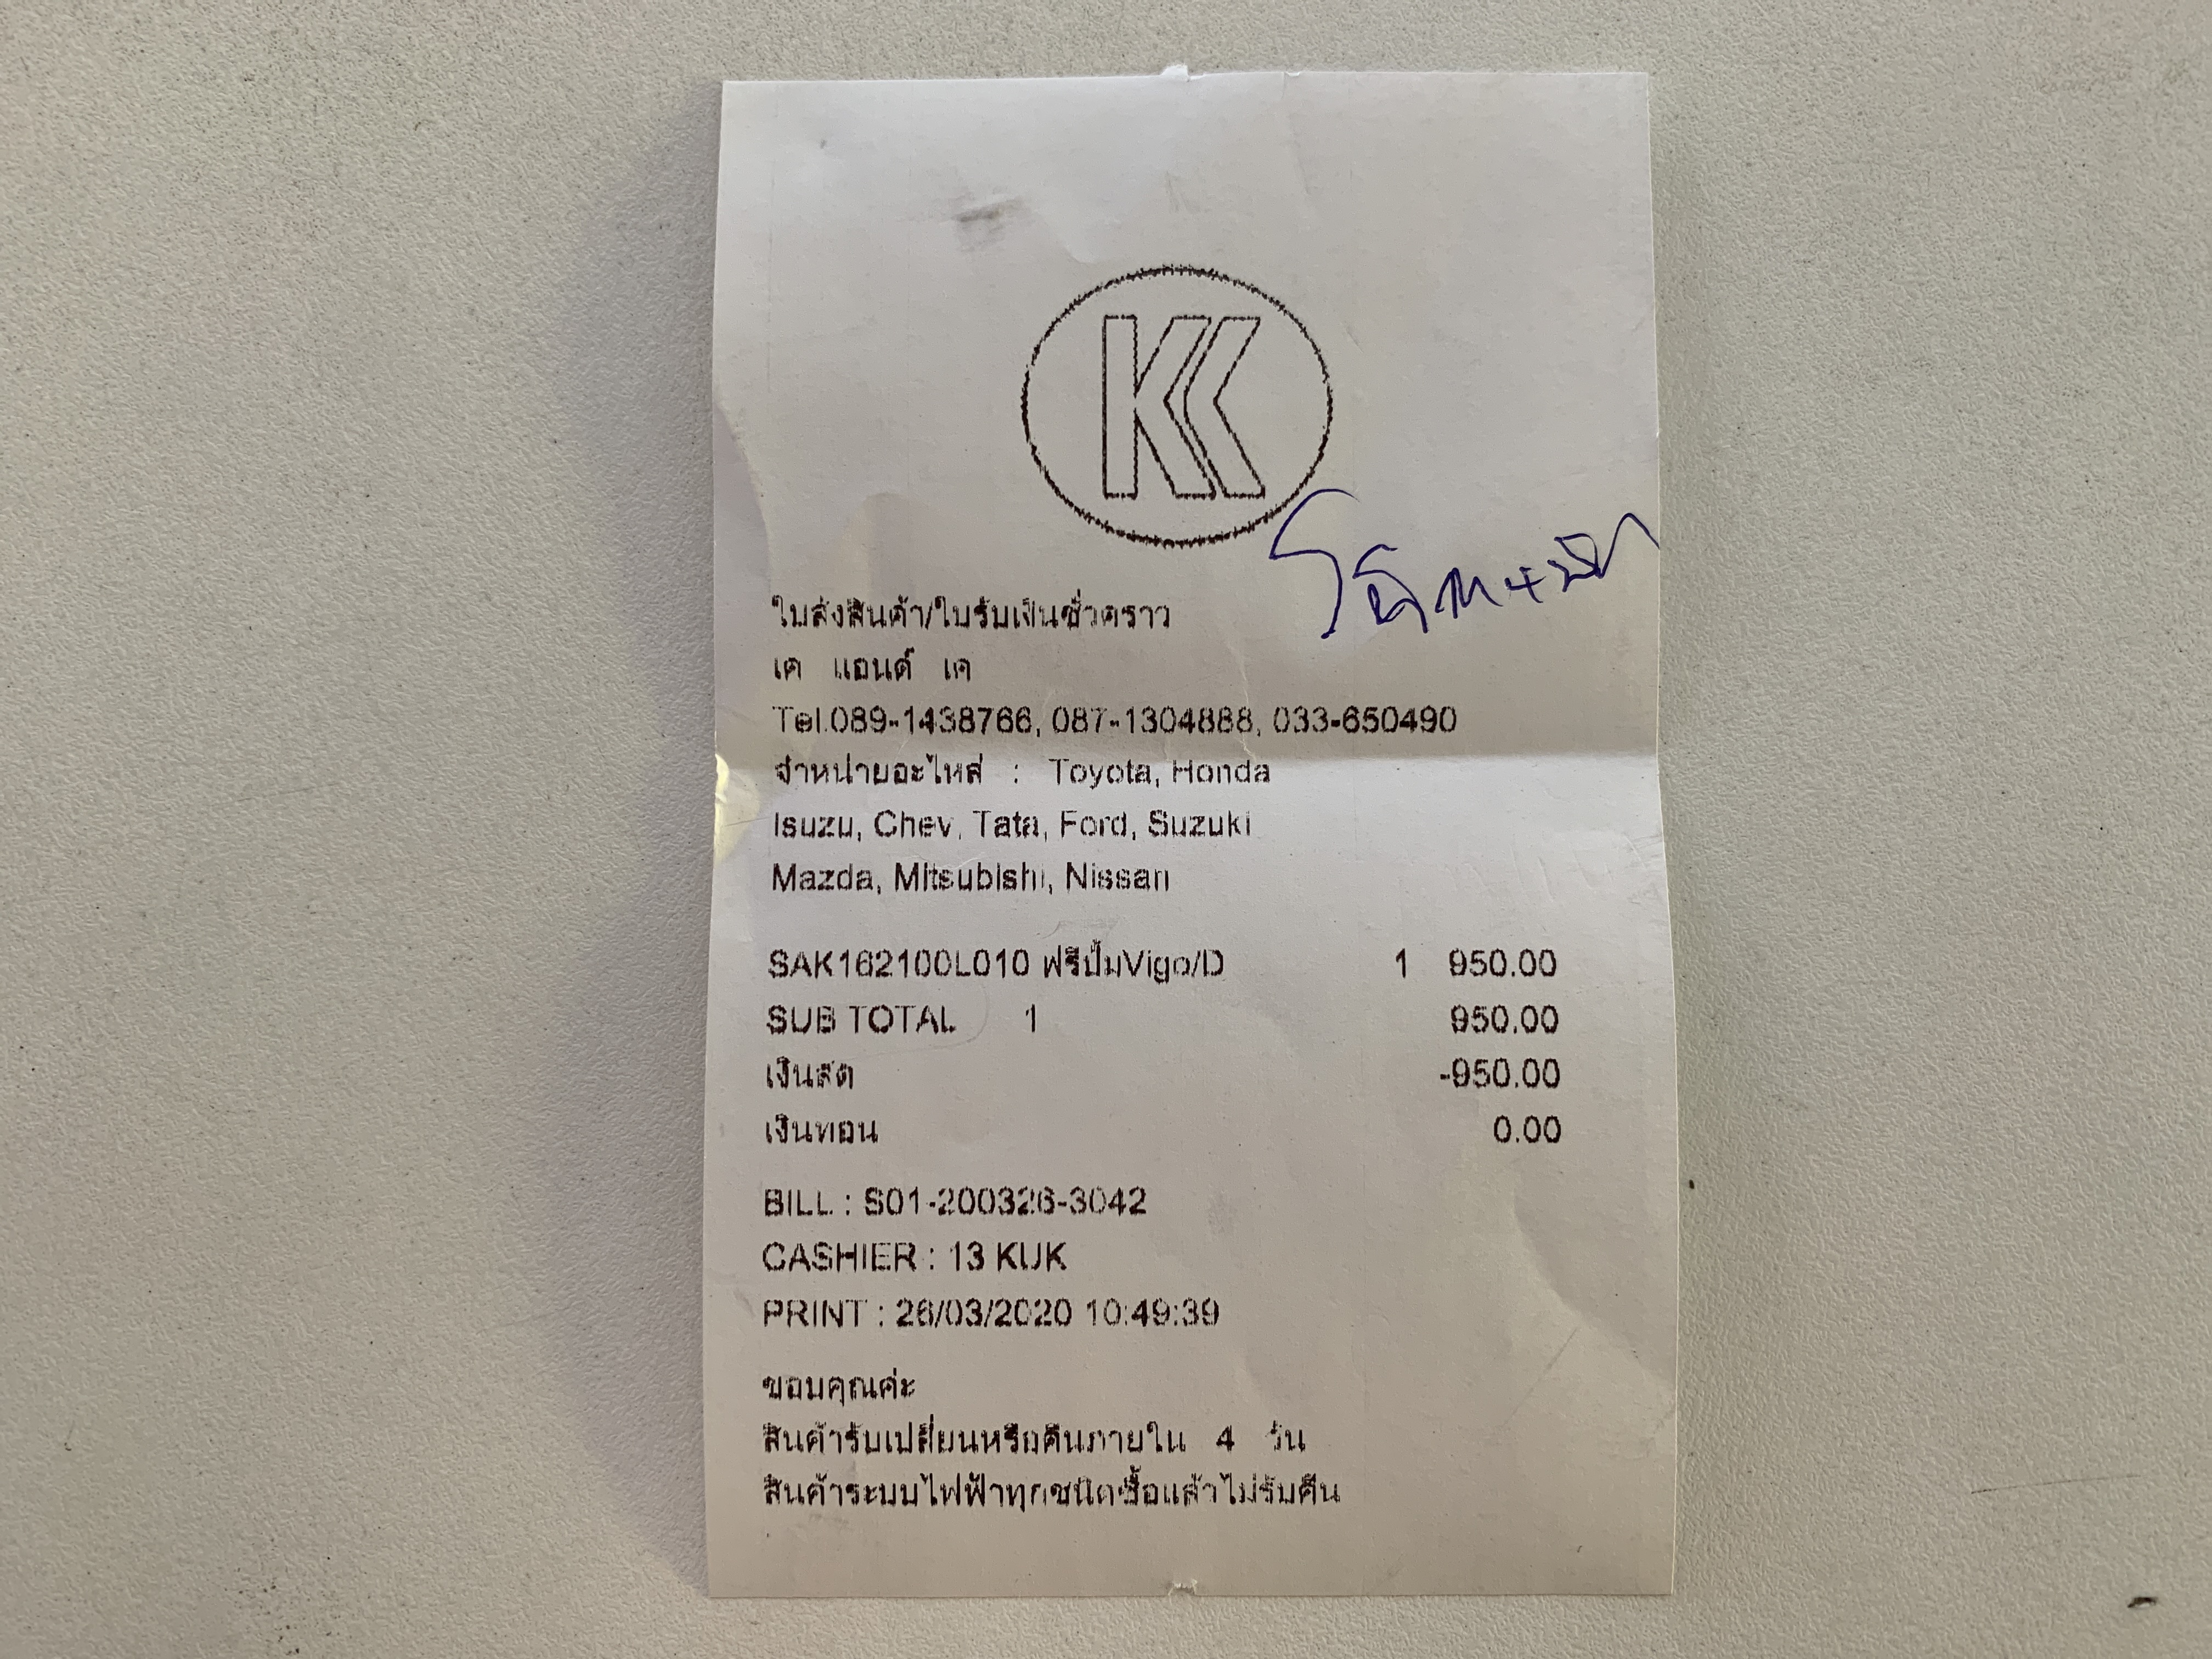 KK
ใบส่งสินค้า/ใบรับเงินชั่วคราว
เค แอนด์ เค
Tel.089-1438766, 087-1304888, 033-650490
จำหน่ายอะไหล่ : Toyota, Honda
Isuzu, Chev, Tata, Ford, Suzuki
Mazda, Mitsubishi, Nissan
SAK162100L010 ฟรีปั๊มVigo/D 1 950.00
SUB TOTAL 1 950.00
เงินสด -950.00
เงินทอน 0.00
BILL : S01-200326-3042
CASHIER : 13 KUK
PRINT : 26/03/2020 10:49:39
ขอบคุณค่ะ
สินค้ารับเปลี่ยนหรือคืนภายใน 4 วัน
สินค้าระบบไฟฟ้าทุกชนิดซื้อแล้วไม่รับคืน